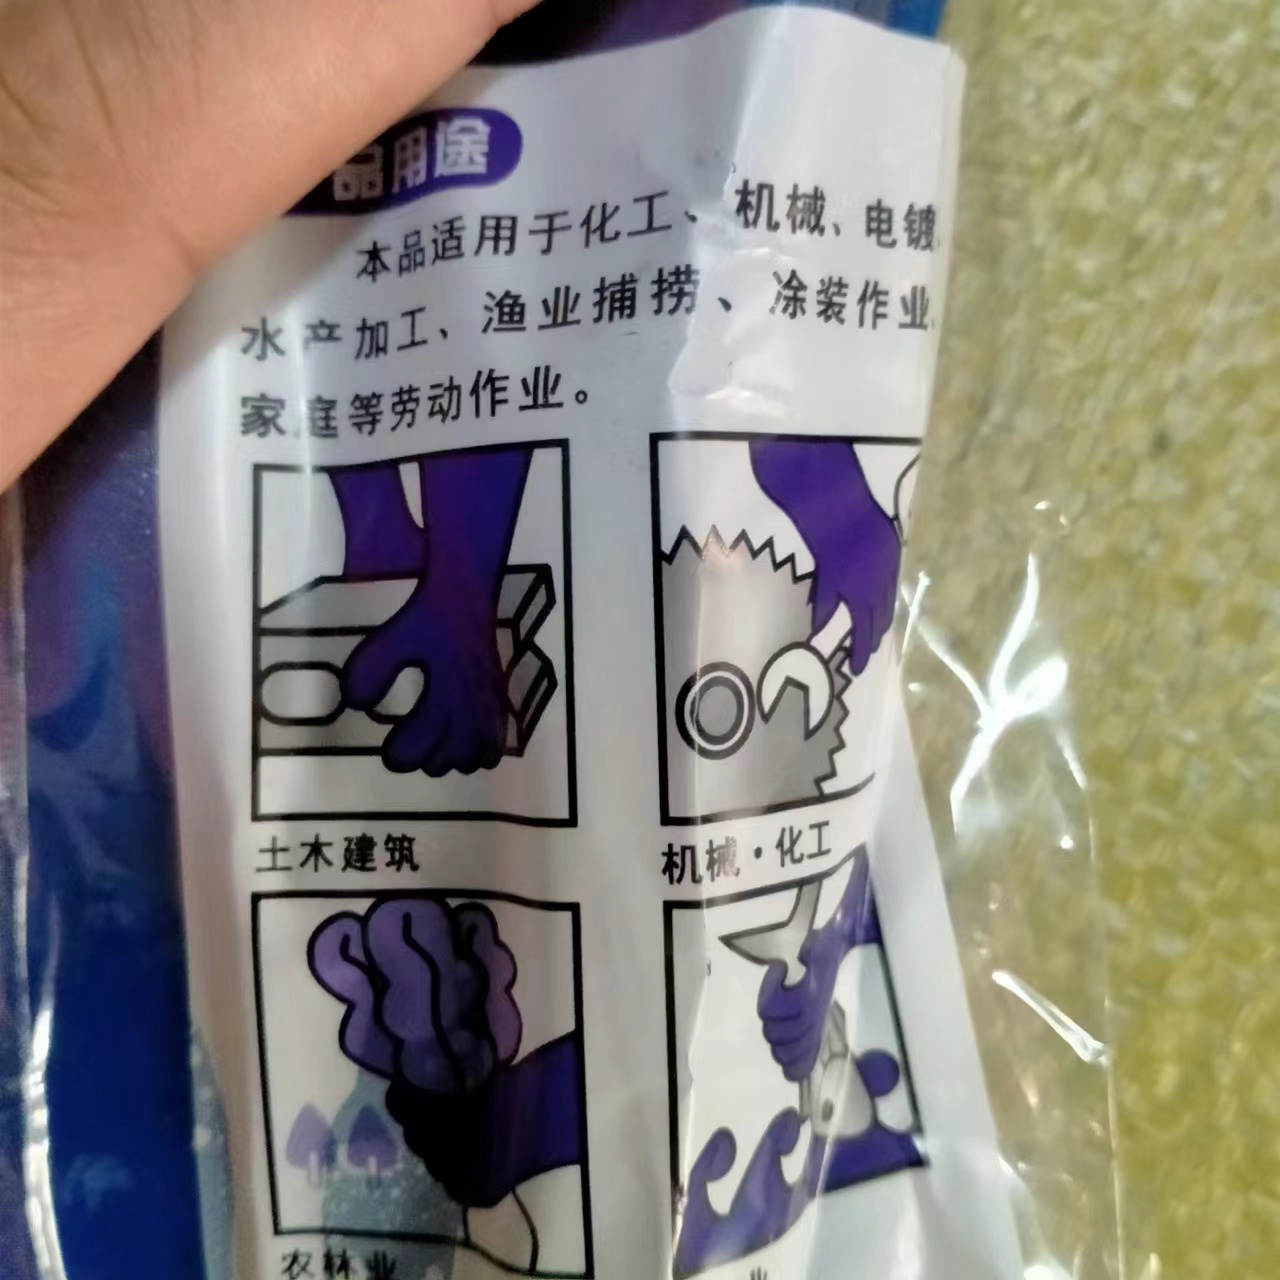 品用途
本品适用于化工、机械、电镀、
水产加工、渔业捕捞、涂装作业、
家庭等劳动作业。
土木建筑
机械·化工
农林业
业